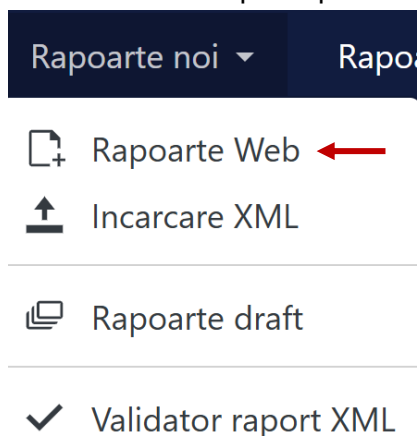 Rapoarte noi
Rapoarte Web
Incarcare XML
Rapoarte draft
Validator raport XML